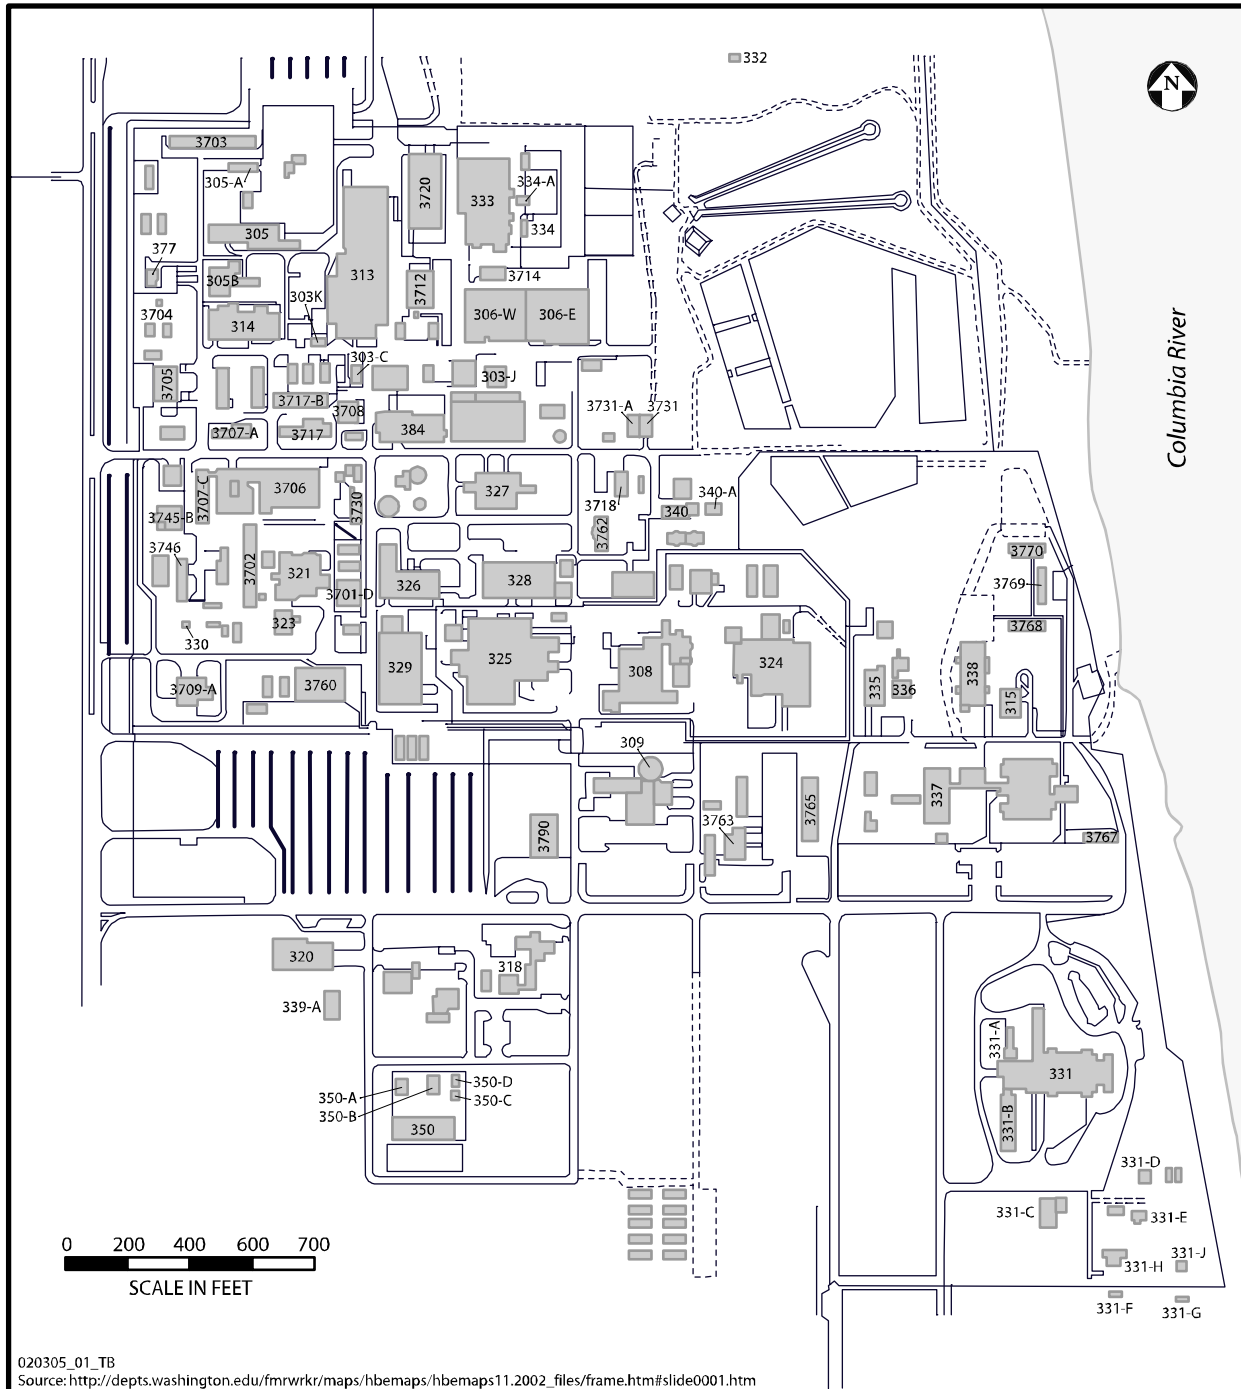 332
N
3703
305-A
3720
333
334-A
334
305
377
313
3714
305B
3712
303K
3704
314
306-W
306-E
Columbia River
303-C
3705
303-J
3717-B
3708
3731-A
3731
3707-A
3717
384
3707-C
3706
3730
327
3718
340-A
340
3745-B
3762
3746
3702
321
326
328
3770
3769
3701-D
330
323
3768
329
325
308
324
335
336
338
315
3709-A
3760
309
337
3765
3763
3790
3767
320
318
339-A
331-A
331
350-A
350-B
350-D
350-C
350
331-B
331-D
331-C
331-E
331-H
331-J
331-F
331-G
0 200 400 600 700
SCALE IN FEET
020305_01_TB
Source: http://depts.washington.edu/fmrwrkr/maps/hbemaps/hbemaps11.2002_files/frame.htm#slide0001.htm